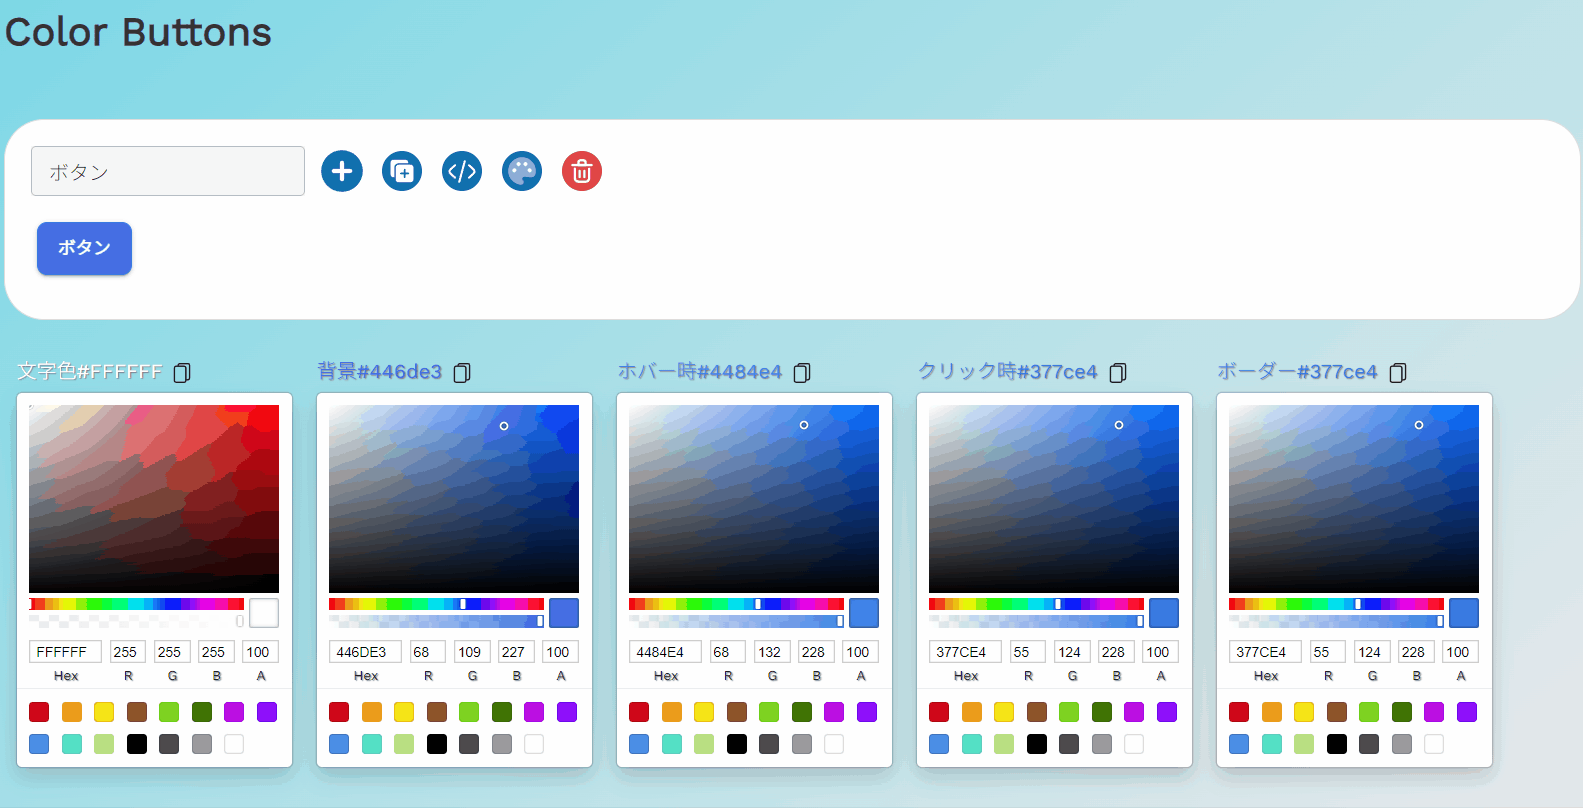 Color Buttons
ボタン
ボタン
文字色#FFFFFF
背景#446de3
ホバー時#4484e4
クリック時#377ce4
ボーダー#377ce4
FFFFFF 255 255 255 100
Hex R G B A
446DE3 68 109 227 100
Hex R G B A
4484E4 68 132 228 100
Hex R G B A
377CE4 55 124 228 100
Hex R G B A
377CE4 55 124 228 100
Hex R G B A